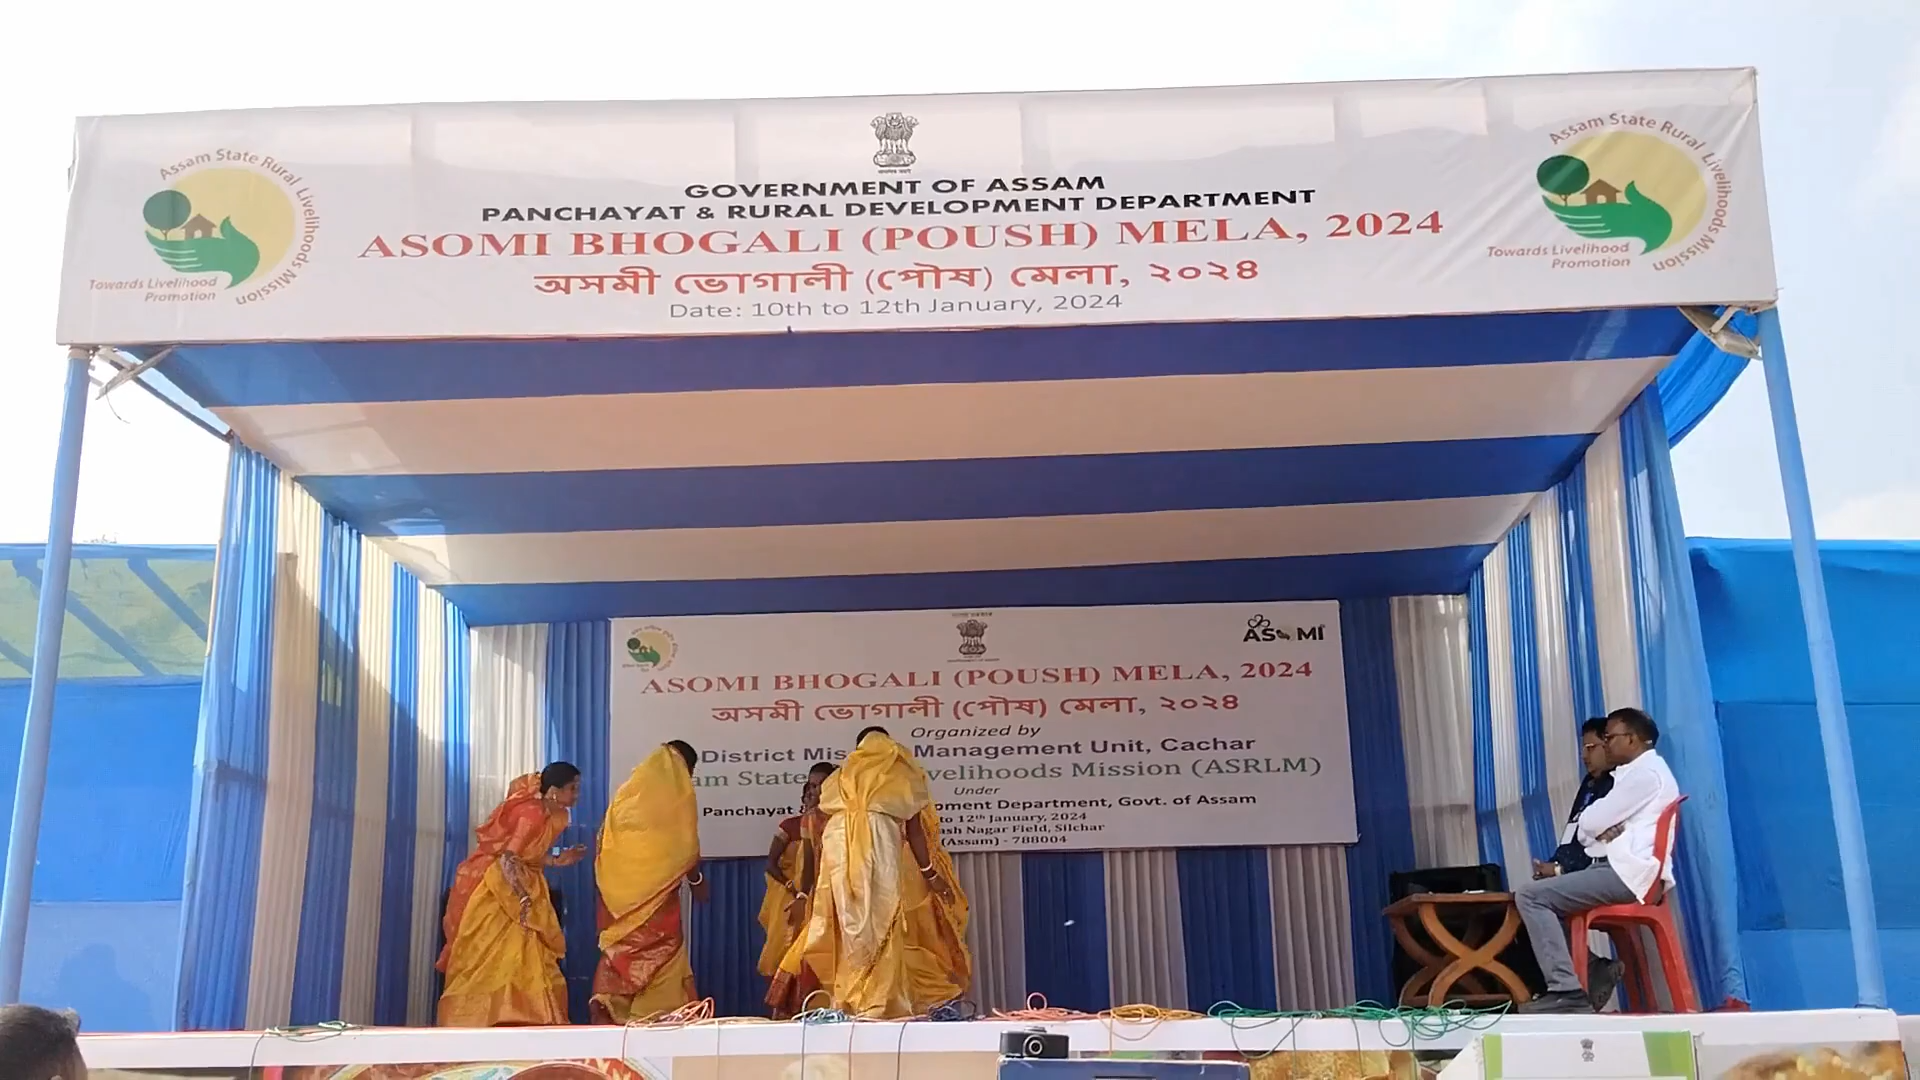 GOVERNMENT OF ASSAM
PANCHAYAT & RURAL DEVELOPMENT DEPARTMENT
ASOMI BHOGALI (POUSH) MELA, 2024
অসমী ভোগালী (পৌষ) মেলা, ২০২৪
Date: 10th to 12th January, 2024
Assam State Rural Livelihoods Mission
Towards Livelihood
Promotion
Assam State Rural Livelihoods Mission
Towards Livelihood
Promotion
ASOMI
ASOMI BHOGALI (POUSH) MELA, 2024
অসমী ভোগালী (পৌষ) মেলা, ২০২৪
Organized by
District Management Unit, Cachar
State Livelihoods Mission (ASRLM)
Under
Panchayat & Department, Govt. of Assam
to 12th January, 2024
Nagar Field, Silchar
(Assam) - 788004